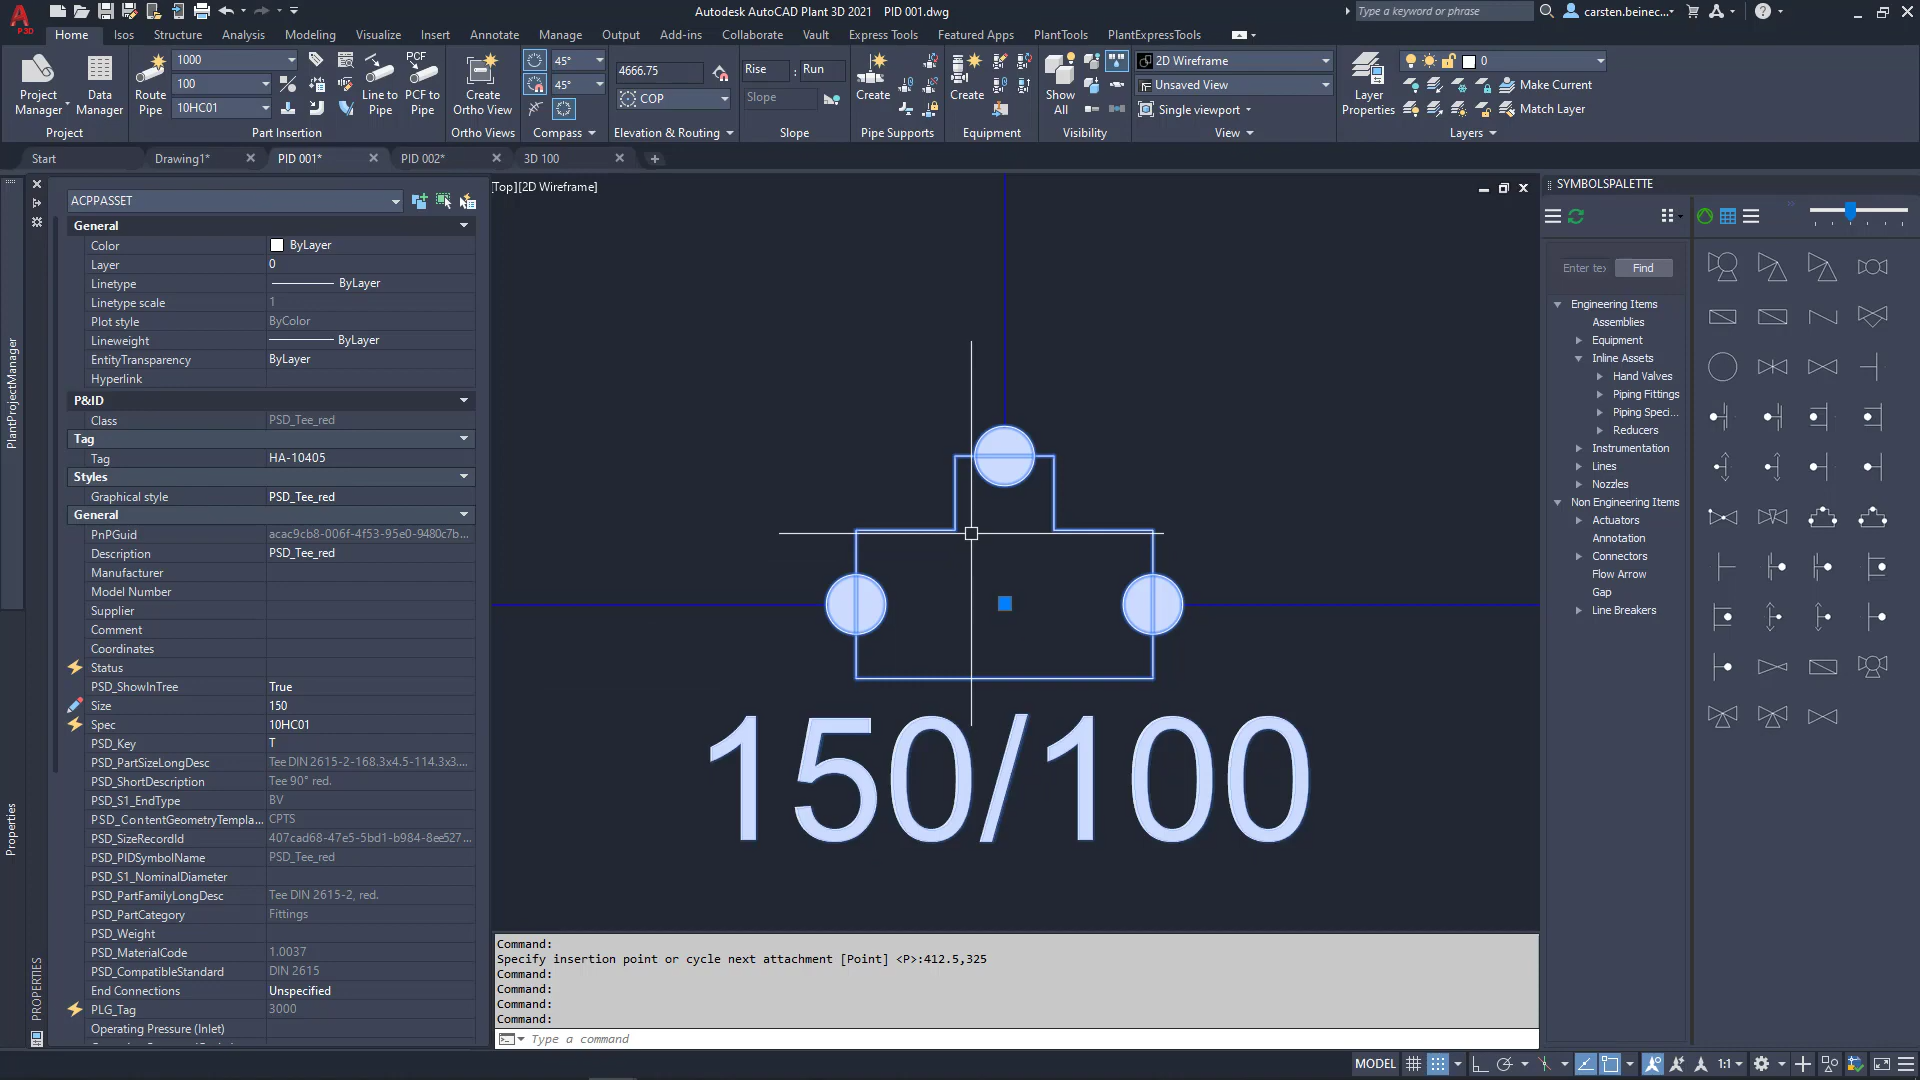 Autodesk AutoCAD Plant 3D 2021 PID 001.dwg
Type a keyword or phrase
carsten.beinec...
P3D
Home Isos Structure Analysis Modeling Visualize Insert Annotate Manage Output Add-ins Collaborate Vault Express Tools Featured Apps PlantTools PlantExpressTools
Project Manager
Data Manager
Route Pipe
1000
100
10HC01
Line to Pipe
PCF
PCF to Pipe
Create Ortho View
45°
45°
4666.75
COP
Rise : Run
Slope
Create
Create
Show All
2D Wireframe
Unsaved View
Single viewport
Layer Properties
0
Make Current
Match Layer
Project Part Insertion Ortho Views Compass Elevation & Routing Slope Pipe Supports Equipment Visibility View Layers
Start Drawing1* PID 001* PID 002* 3D 100
PlantProjectManager
Properties
PROPERTIES
ACPPASSET
General
Color ByLayer
Layer 0
Linetype ByLayer
Linetype scale 1
Plot style ByColor
Lineweight ByLayer
EntityTransparency ByLayer
Hyperlink
P&ID
Class PSD_Tee_red
Tag
Tag HA-10405
Styles
Graphical style PSD_Tee_red
General
PnPGuid acac9cb8-006f-4f53-95e0-9480c7b...
Description PSD_Tee_red
Manufacturer
Model Number
Supplier
Comment
Coordinates
Status
PSD_ShowInTree True
Size 150
Spec 10HC01
PSD_Key T
PSD_PartSizeLongDesc Tee DIN 2615-2-168.3x4.5-114.3x3....
PSD_ShortDescription Tee 90° red.
PSD_S1_EndType BV
PSD_ContentGeometryTempla... CPTS
PSD_SizeRecordId 407cad68-47e5-5bd1-b984-8ee527...
PSD_PIDSymbolName PSD_Tee_red
PSD_S1_NominalDiameter
PSD_PartFamilyLongDesc Tee DIN 2615-2, red.
PSD_PartCategory Fittings
PSD_Weight
PSD_MaterialCode 1.0037
PSD_CompatibleStandard DIN 2615
End Connections Unspecified
PLG_Tag 3000
Operating Pressure (Inlet)
[Top][2D Wireframe]
150/100
Command:
Specify insertion point or cycle next attachment [Point] <P>:412.5,325
Command:
Command:
Command:
Command:
Type a command
SYMBOLSPALETTE
Enter te
Find
Engineering Items
Assemblies
Equipment
Inline Assets
Hand Valves
Piping Fittings
Piping Speci...
Reducers
Instrumentation
Lines
Nozzles
Non Engineering Items
Actuators
Annotation
Connectors
Flow Arrow
Gap
Line Breakers
MODEL
1:1